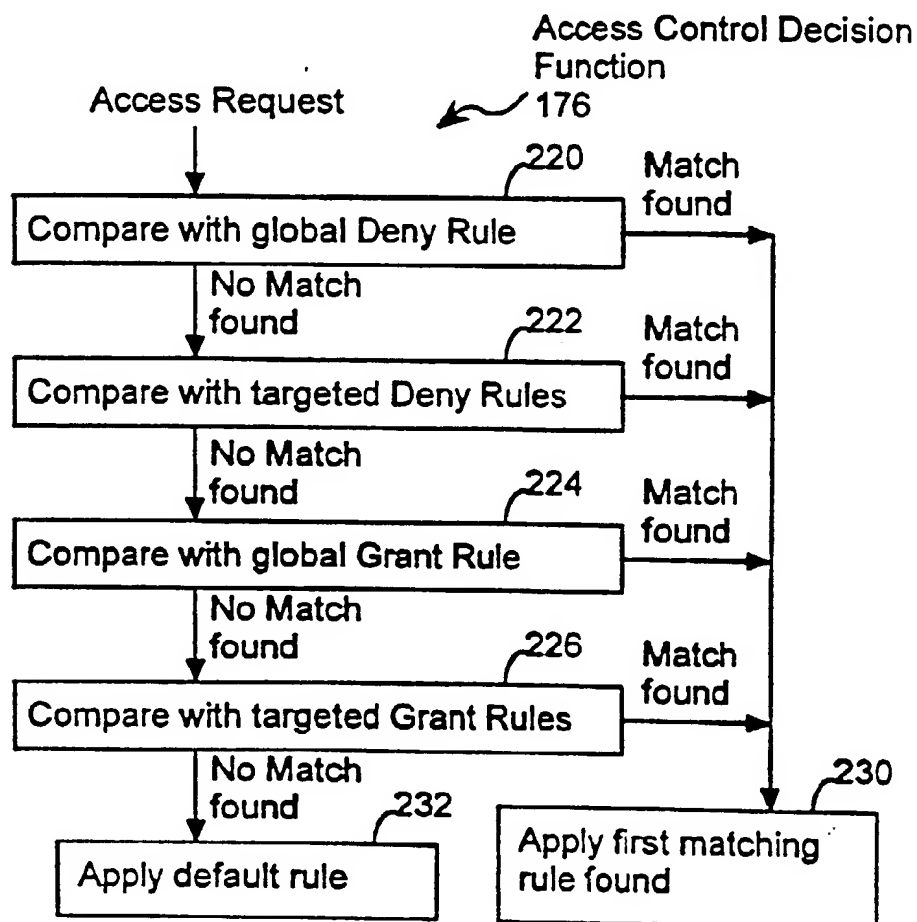 Access Control Decision
Function
176
Access Request
220
Match
found
Compare with global Deny Rule
No Match
found
222
Match
found
Compare with targeted Deny Rules
No Match
found
224
Match
found
Compare with global Grant Rule
No Match
found
226
Match
found
Compare with targeted Grant Rules
No Match
found
232
230
Apply default rule
Apply first matching
rule found